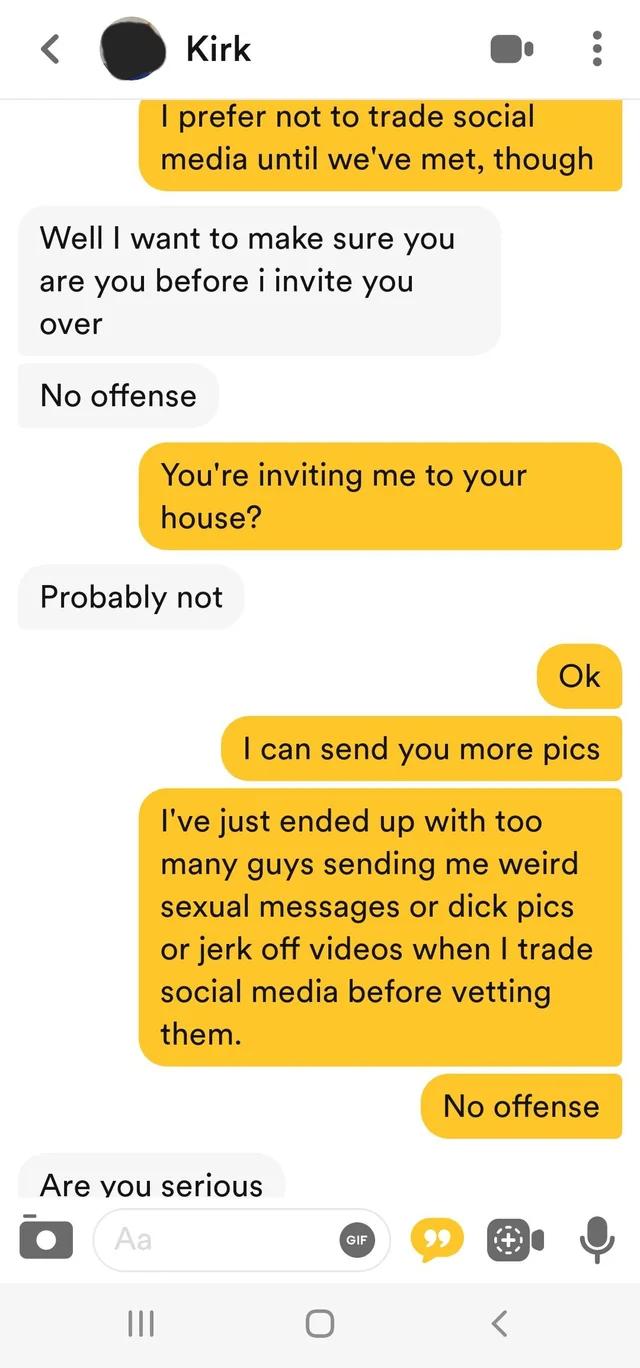 Kirk
I prefer not to trade social
media until we've met, though
Well I want to make sure you
are you before i invite you
over
No offense
You're inviting me to your
house?
Probably not
Ok
I can send you more pics
I've just ended up with too
many guys sending me weird
sexual messages or dick pics
or jerk off videos when I trade
social media before vetting
them.
No offense
Are you serious
Aa
GIF